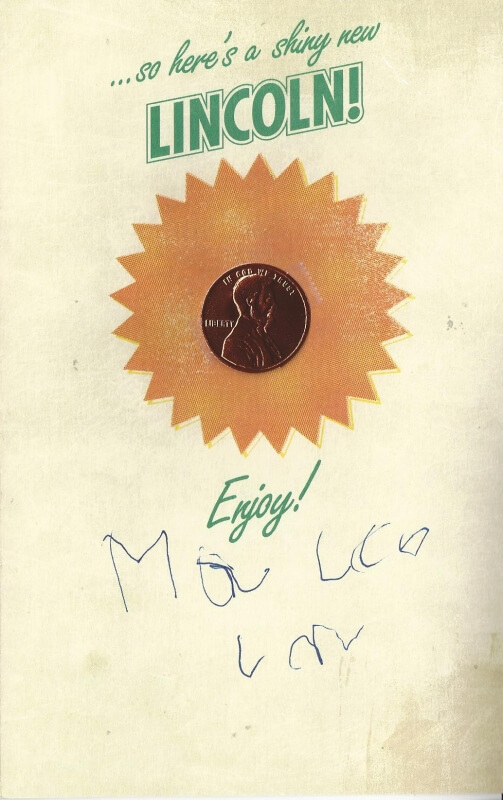 ...so here's a shiny new
LINCOLN!
IN GOD WE TRUST
LIBERTY
Enjoy!